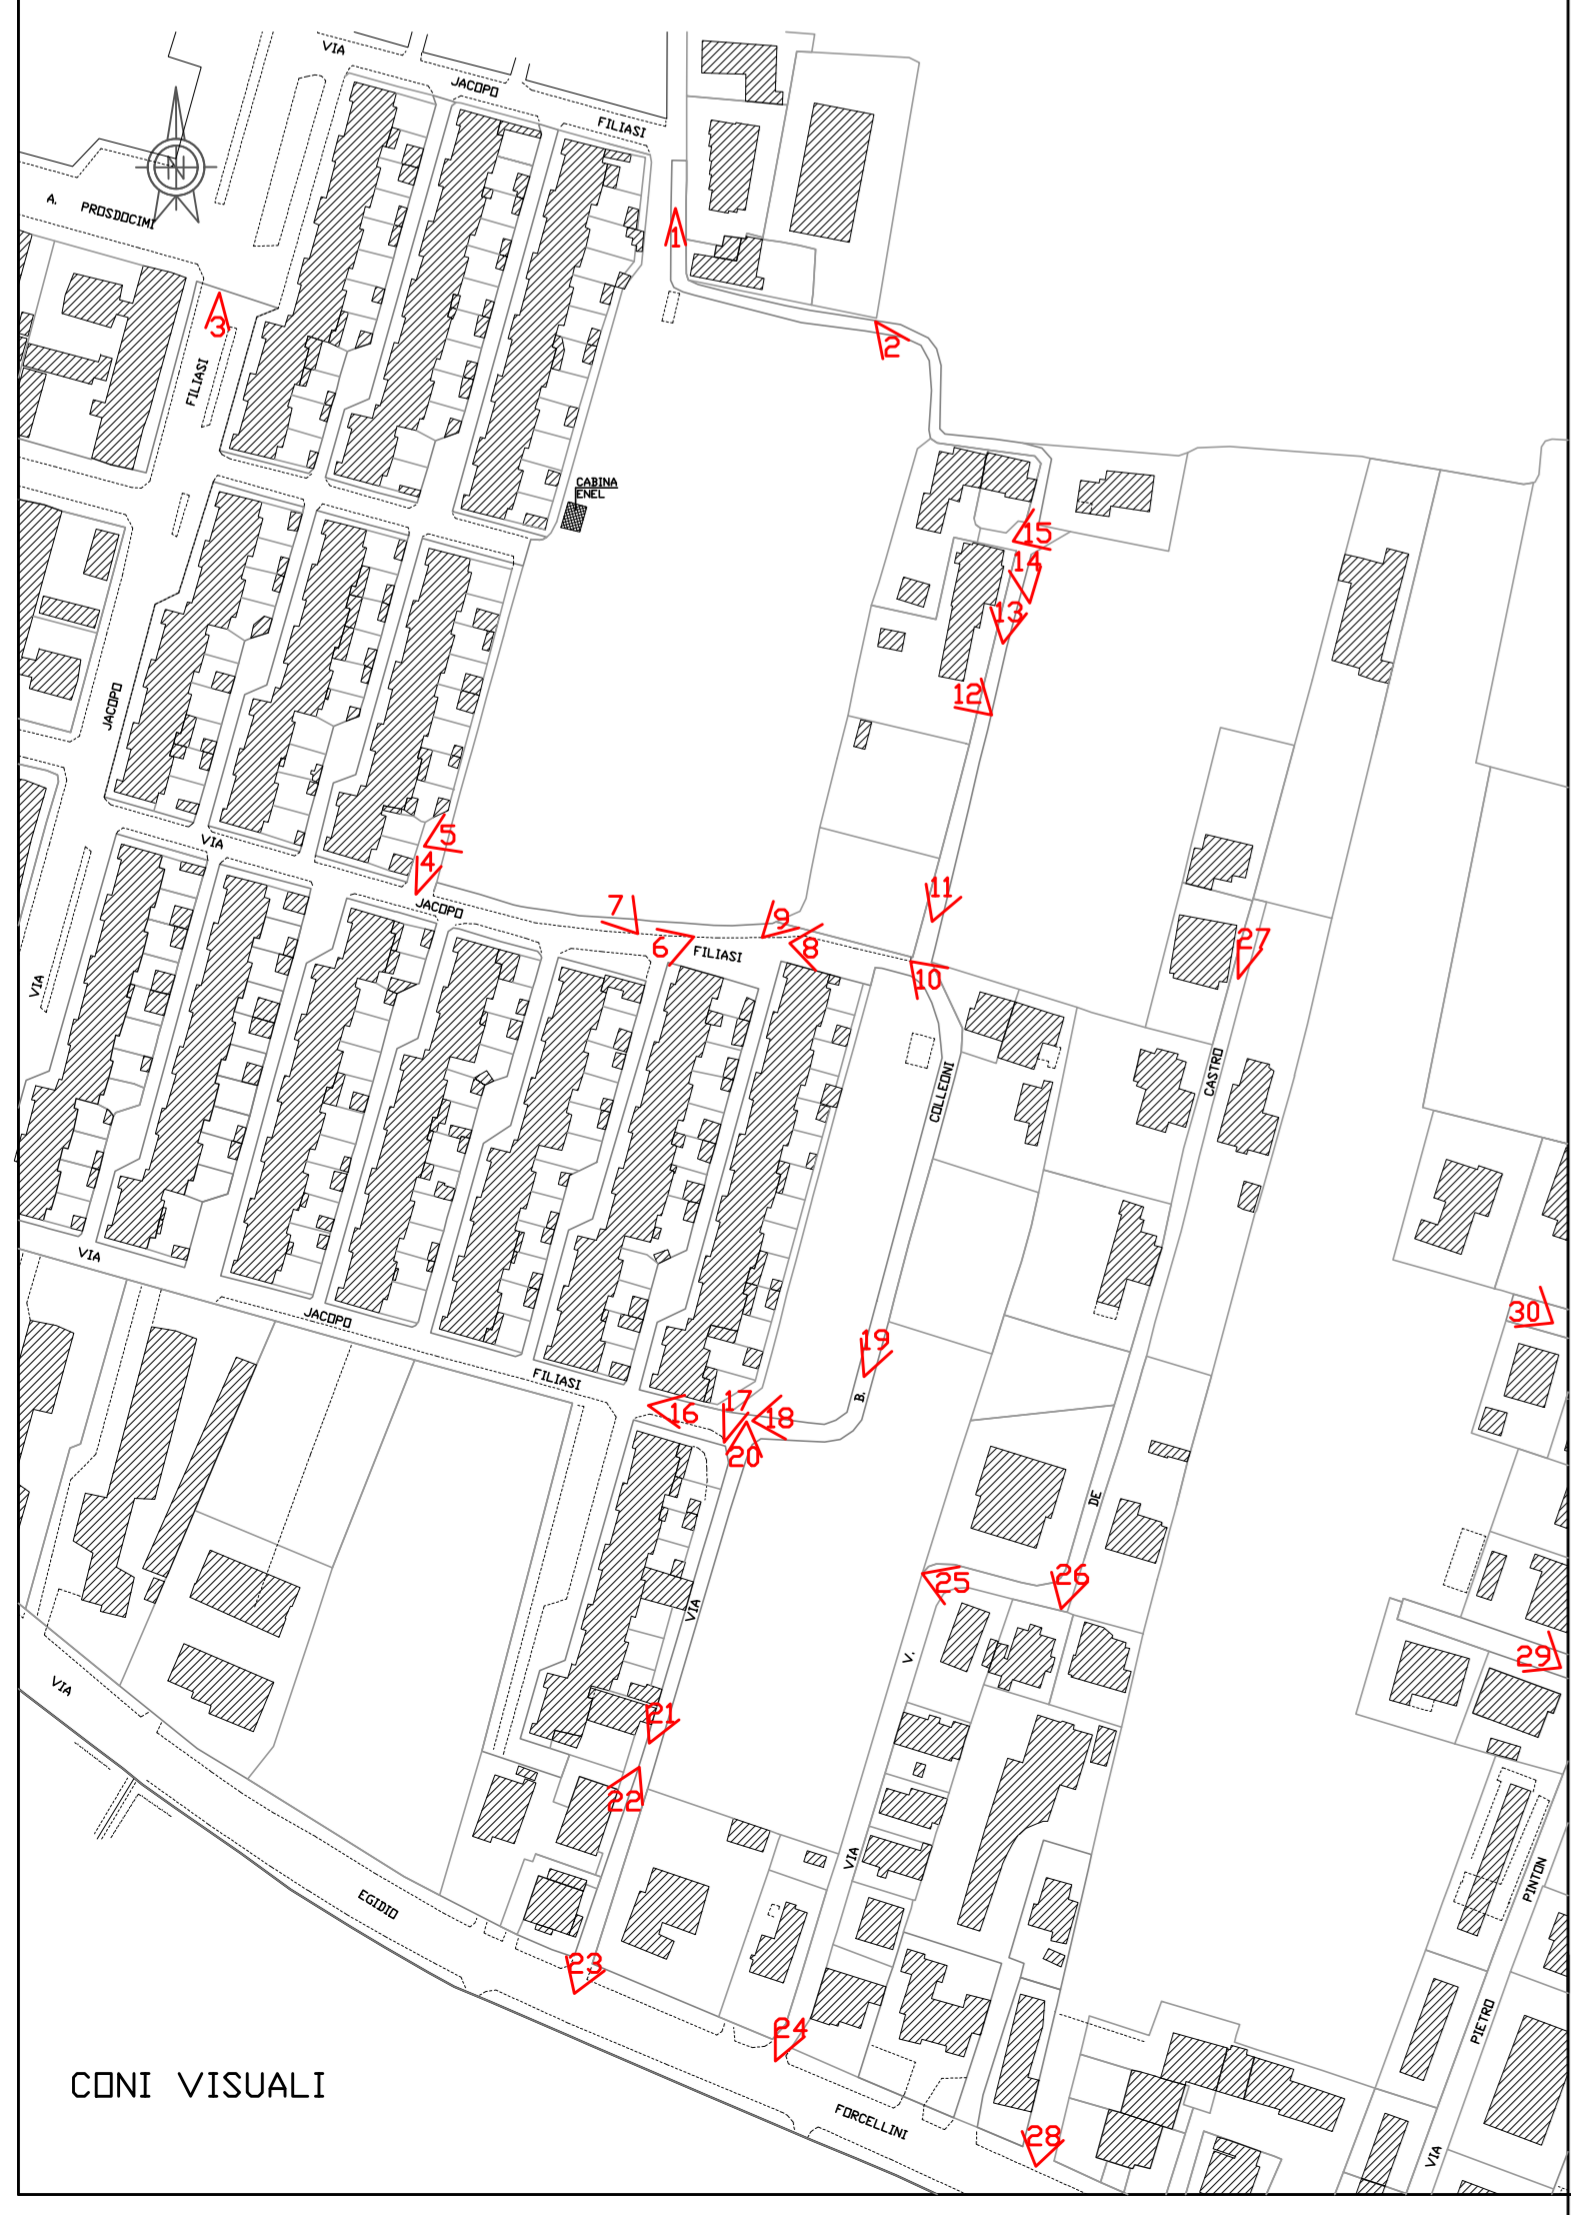 VIA
JACOPO
FILIASI
N
A. PROSDOCIMI
1
3
2
FILIASI
CABINA
ENEL
15
14
13
JACOPO
12
5
VIA
4
11
7
JACOPO
9
27
6
FILIASI
8
10
VIA
CASTRO
COLLEONI
VIA
30
JACOPO
19
FILIASI
B.
17
16
18
20
DE
26
25
VIA
29
V.
VIA
21
22
VIA
PINTON
EGIDIO
23
24
PIETRO
CONI VISUALI
FORCELLINI
28
VIA